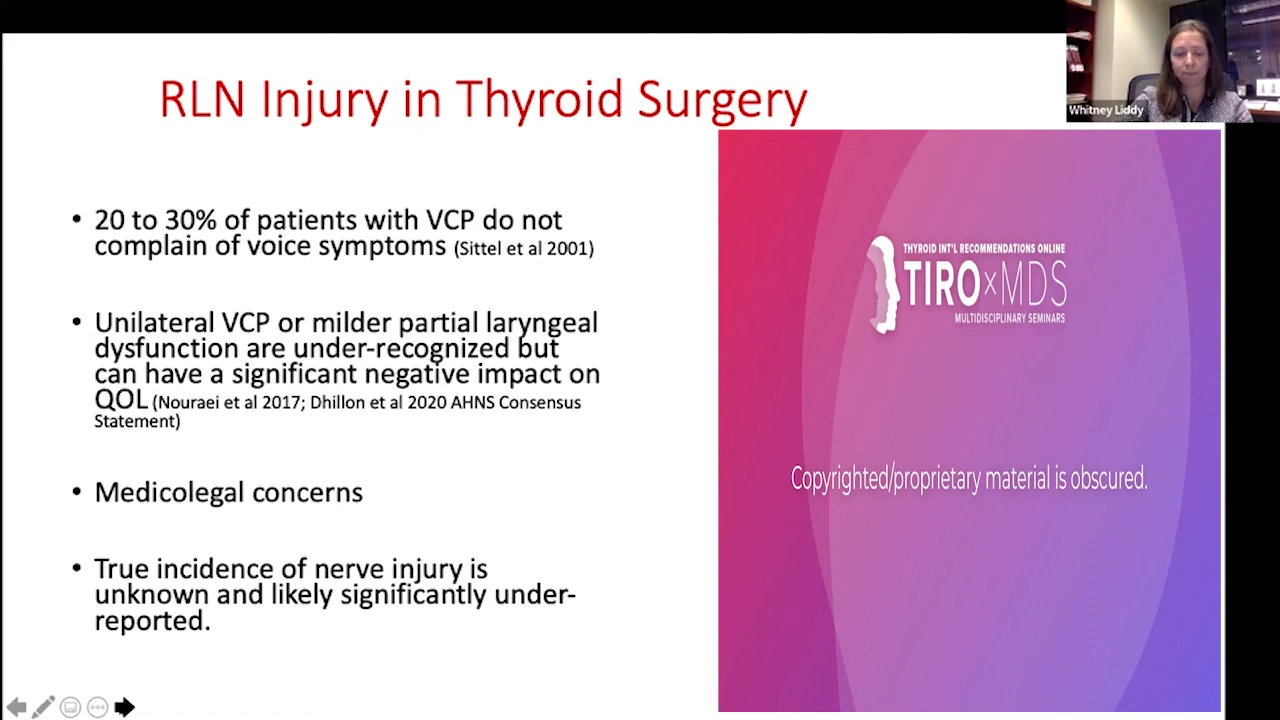 RLN Injury in Thyroid Surgery
Whitney Liddy
• 20 to 30% of patients with VCP do not
complain of voice symptoms (Sittel et al 2001)
• Unilateral VCP or milder partial laryngeal
dysfunction are under-recognized but
can have a significant negative impact on
QOL (Nouraei et al 2017; Dhillon et al 2020 AHNS Consensus
Statement)
• Medicolegal concerns
• True incidence of nerve injury is
unknown and likely significantly under-
reported.
THYROID INT'L RECOMMENDATIONS ONLINE
TIRO×MDS
MULTIDISCIPLINARY SEMINARS
Copyrighted/proprietary material is obscured.